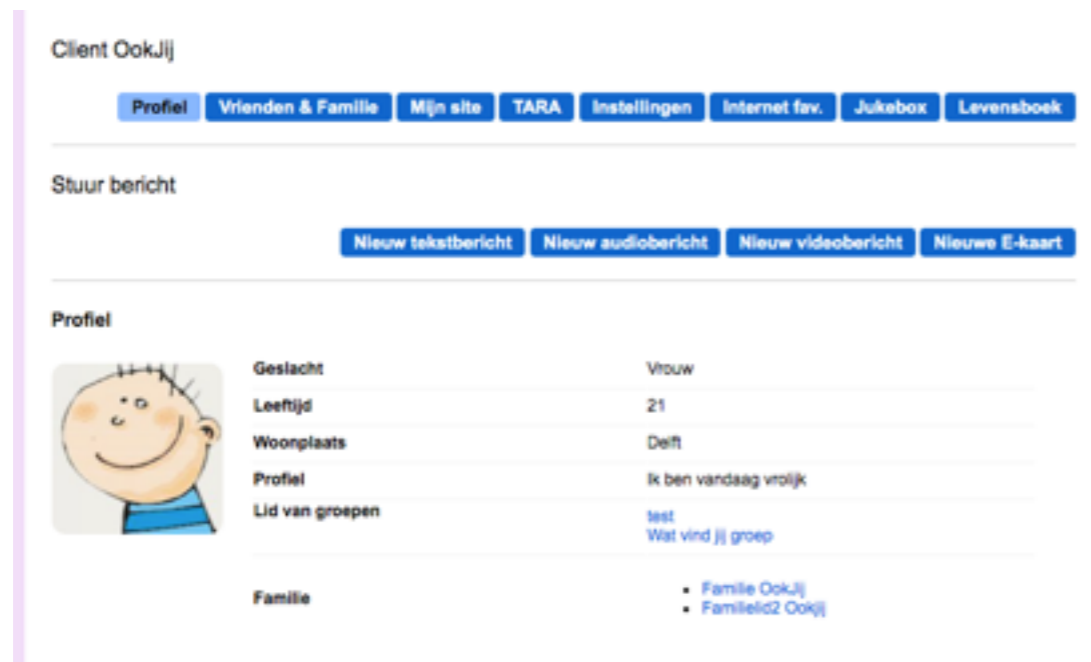 Client OokJij
Profiel Vrienden & Familie Mijn site TARA Instellingen Internet fav. Jukebox Levensboek
Stuur bericht
Nieuw tekstbericht Nieuw audiobericht Nieuw videobericht Nieuwe E-kaart
Profiel
Geslacht Vrouw
Leeftijd 21
Woonplaats Delft
Profiel Ik ben vandaag vrolijk
Lid van groepen test
Wat vind jij groep
Familie Familie OokJij
Familielid2 Ookjij